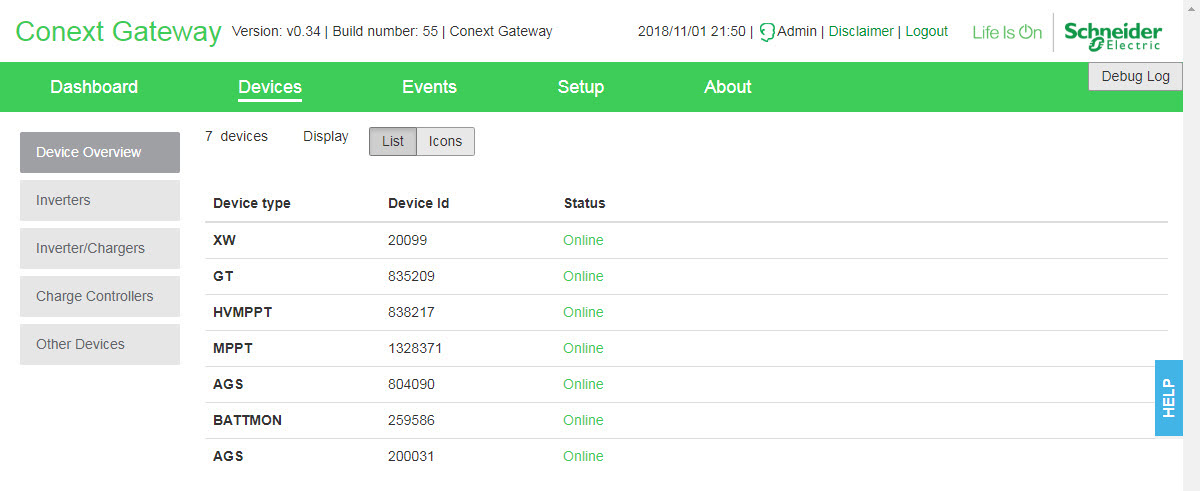 Conext Gateway Version: v0.34 | Build number: 55 | Conext Gateway 2018/11/01 21:50 | Admin | Disclaimer | Logout Life Is On Schneider Electric
Dashboard Devices Events Setup About Debug Log
7 devices Display List Icons
Device Overview
Inverters
Inverter/Chargers
Charge Controllers
Other Devices
Device type Device Id Status
XW 20099 Online
GT 835209 Online
HVMPPT 838217 Online
MPPT 1328371 Online
AGS 804090 Online
BATTMON 259586 Online
AGS 200031 Online
HELP